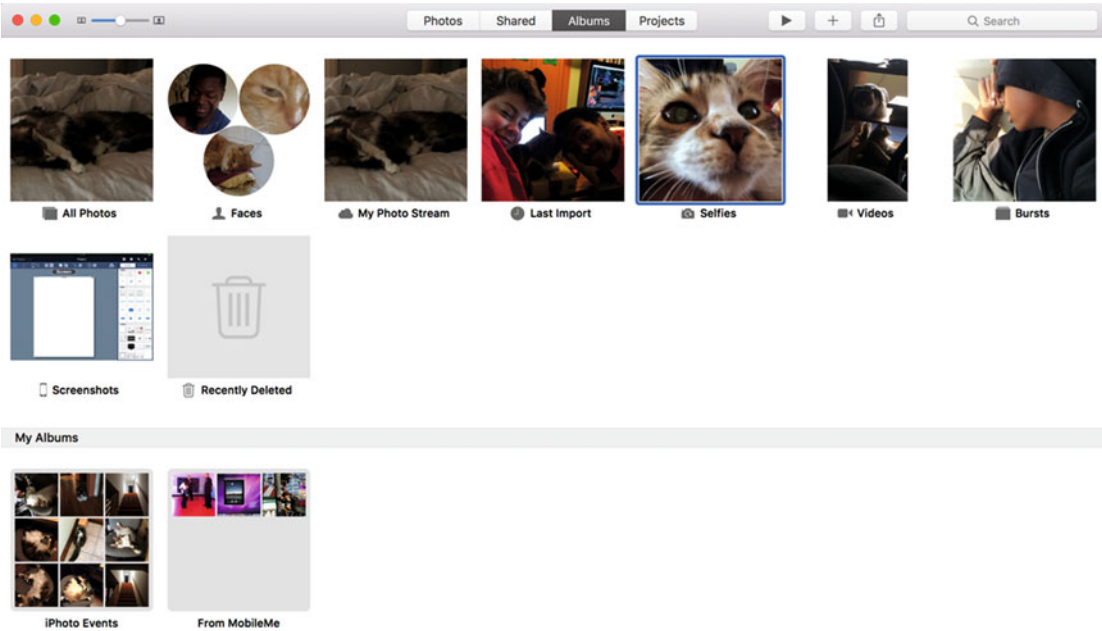 Photos Shared Albums Projects Search
All Photos Faces My Photo Stream Last Import Selfies Videos Bursts
Screenshots Recently Deleted
My Albums
iPhoto Events From MobileMe